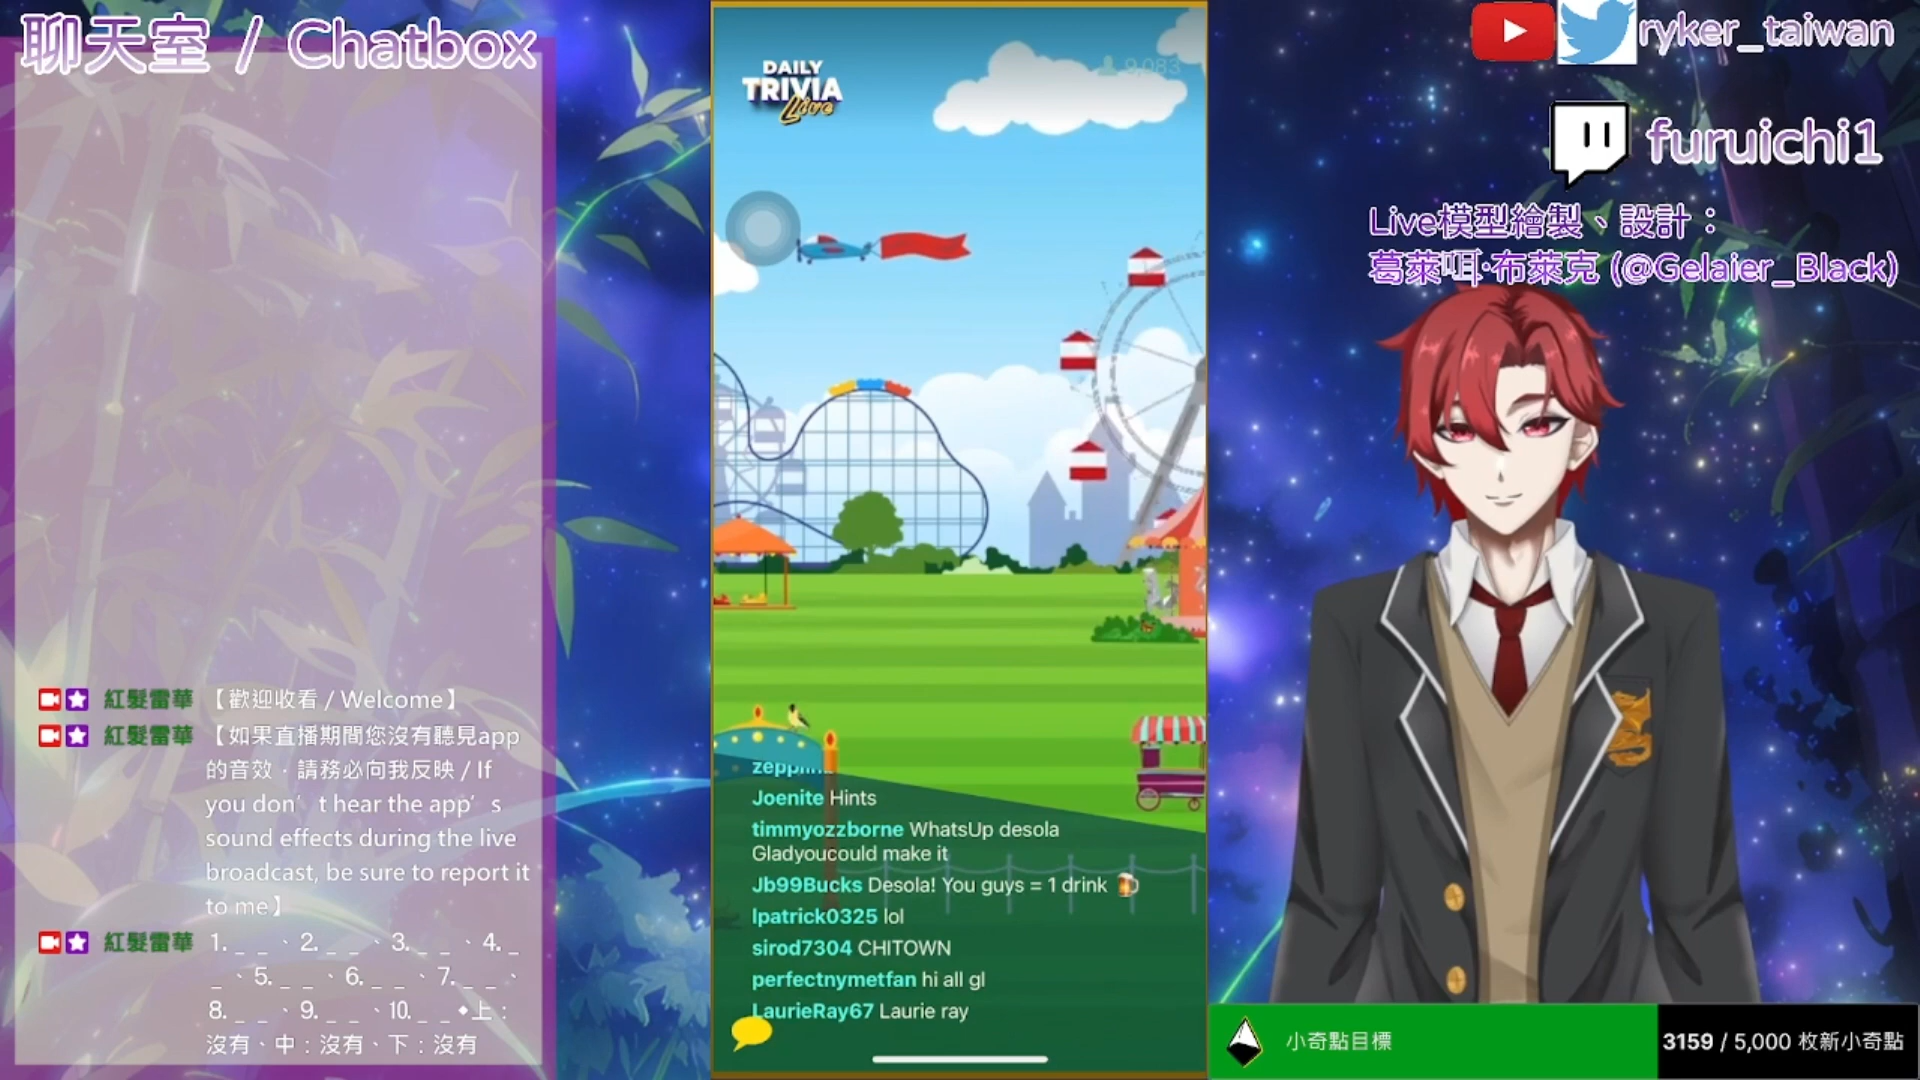 聊天室 / Chatbox
紅髮雷華 【歡迎收看 / Welcome】
紅髮雷華 【如果直播期間您沒有聽見app
的音效，請務必向我反映 / If
you don't hear the app's
sound effects during the live
broadcast, be sure to report it
to me】
紅髮雷華 1. _ _ 、2. _ _ 、3. _ _ 、4. _
_ 、5. _ _ 、6. _ _ 、7. _ _ 、
8. _ _ 、9. _ _ 、10. _ _ ◆上：
沒有、中：沒有、下：沒有
DAILY
TRIVIA
Live
9,083
Joenite Hints
timmyozzborne WhatsUp desola
Gladyoucould make it
Jb99Bucks Desola! You guys = 1 drink 🍺
lpatrick0325 lol
sirod7304 CHITOWN
perfectnymetfan hi all gl
LaurieRay67 Laurie ray
ryker_taiwan
furuichi1
Live模型繪製、設計：
葛萊咡·布萊克 (@Gelaier_Black)
小奇點目標
3159 / 5,000 枚新小奇點